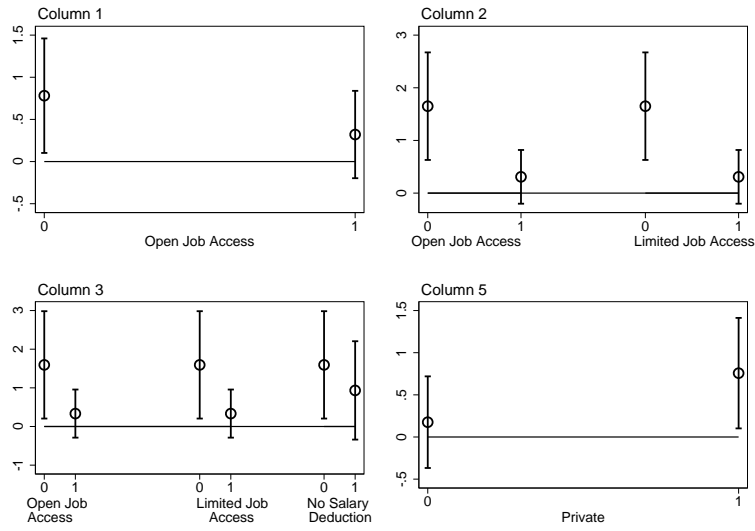 Column 1
1.5
1
.5
0
-.5
0 1
Open Job Access
Column 2
3
2
1
0
0 1 0 1
Open Job Access Limited Job Access
Column 3
3
2
1
0
-1
0 1 0 1 0 1
Open Job Limited Job No Salary
Access Access Deduction
Column 5
1.5
1
.5
0
-.5
0 1
Private